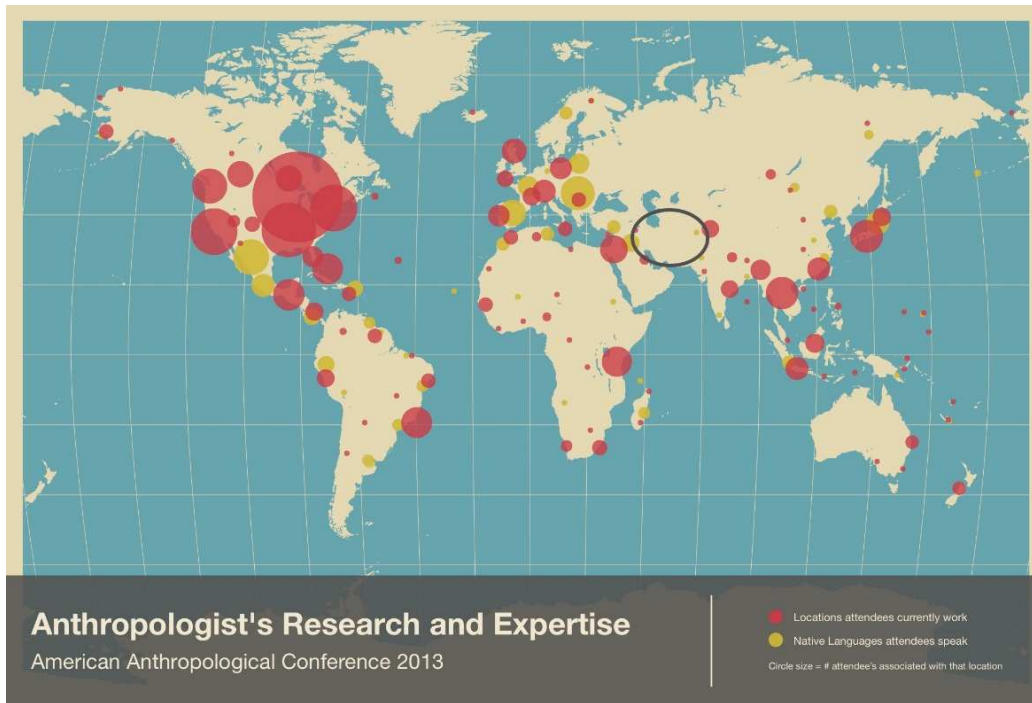 Anthropologist's Research and Expertise
American Anthropological Conference 2013
Locations attendees currently work
Native Languages attendees speak
Circle size = # attendee's associated with that location